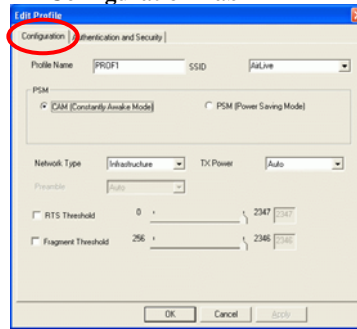 Edit Profile
Configuration Authentication and Security
Profile Name PROF1 SSID AirLive
PSM
CAM (Constantly Awake Mode) PSM (Power Saving Mode)
Network Type Infrastructure TX Power Auto
Preamble Auto
RTS Threshold 0 2347 2347
Fragment Threshold 256 2346 2346
OK Cancel Apply